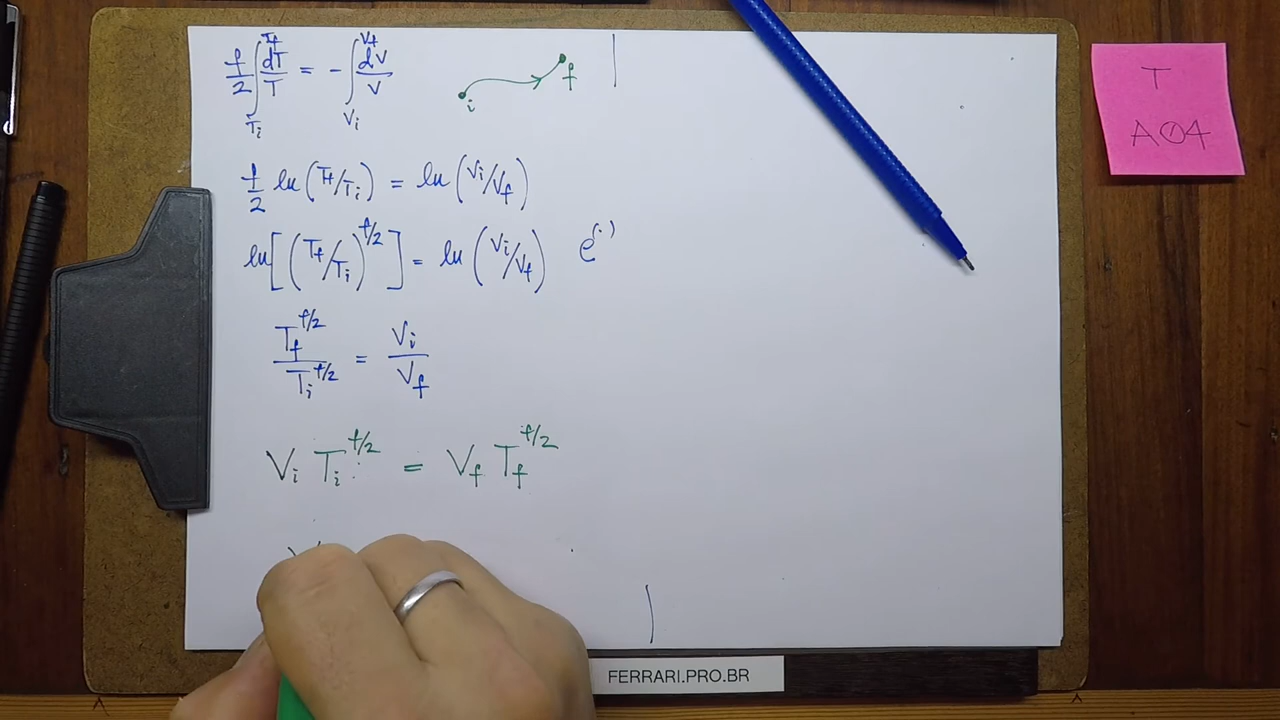 f/2 ∫_{Ti}^{Tf} dT/T = - ∫_{Vi}^{Vf} dV/V
i f
f/2 ln(Tf/Ti) = ln(Vi/Vf)
ln[(Tf/Ti)^{f/2}] = ln(Vi/Vf) e^{(·)}
Tf^{f/2}/Ti^{f/2} = Vi/Vf
Vi Ti^{f/2} = Vf Tf^{f/2}
V
T
A04
FERRARI.PRO.BR